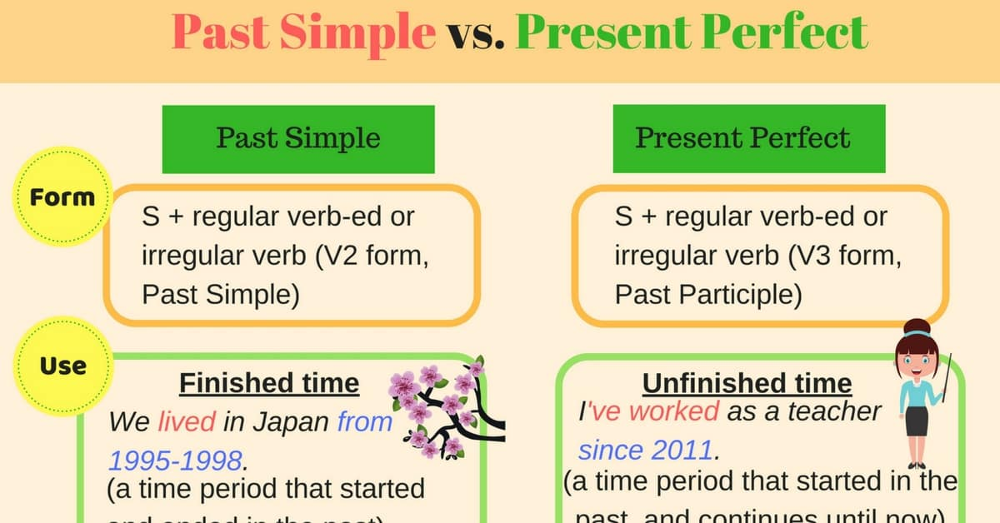 Past Simple vs. Present Perfect
Past Simple
Present Perfect
Form
S + regular verb-ed or
irregular verb (V2 form,
Past Simple)
S + regular verb-ed or
irregular verb (V3 form,
Past Participle)
Use
Finished time
We lived in Japan from
1995-1998.
(a time period that started
and ended in the past)
Unfinished time
I've worked as a teacher
since 2011.
(a time period that started in the
past, and continues until now)